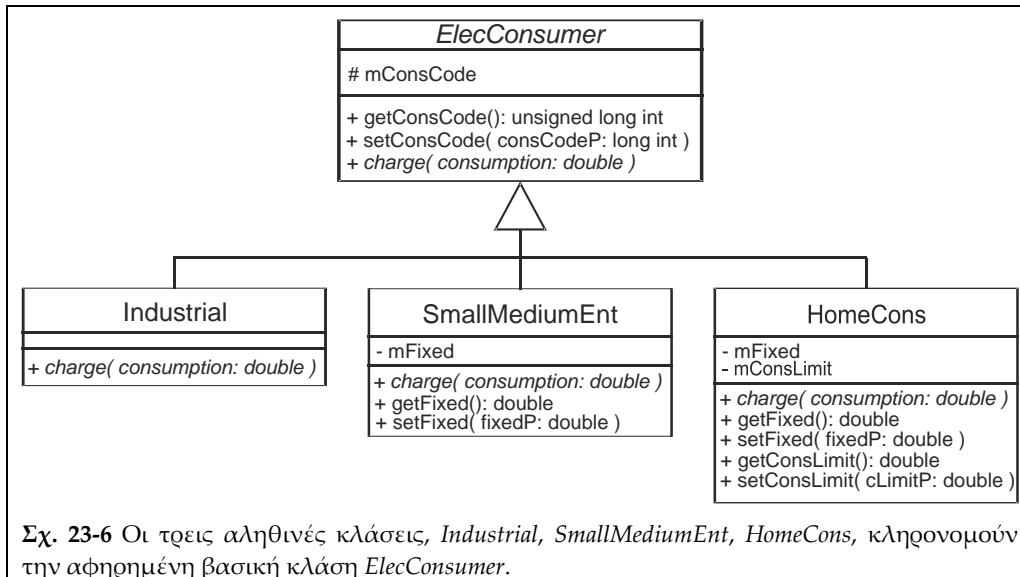 ElecConsumer
# mConsCode
+ getConsCode(): unsigned long int
+ setConsCode( consCodeP: long int )
+ charge( consumption: double )
Industrial
+ charge( consumption: double )
SmallMediumEnt
- mFixed
+ charge( consumption: double )
+ getFixed(): double
+ setFixed( fixedP: double )
HomeCons
- mFixed
- mConsLimit
+ charge( consumption: double )
+ getFixed(): double
+ setFixed( fixedP: double )
+ getConsLimit(): double
+ setConsLimit( cLimitP: double )
Σχ. 23-6 Οι τρεις αληθινές κλάσεις, Industrial, SmallMediumEnt, HomeCons, κληρονομούν
την αφηρημένη βασική κλάση ElecConsumer.